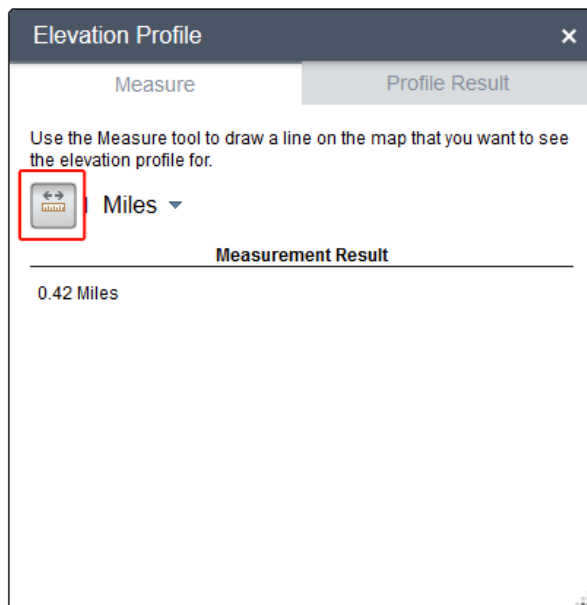 Elevation Profile
Measure
Profile Result
Use the Measure tool to draw a line on the map that you want to see
the elevation profile for.
Miles
Measurement Result
0.42 Miles